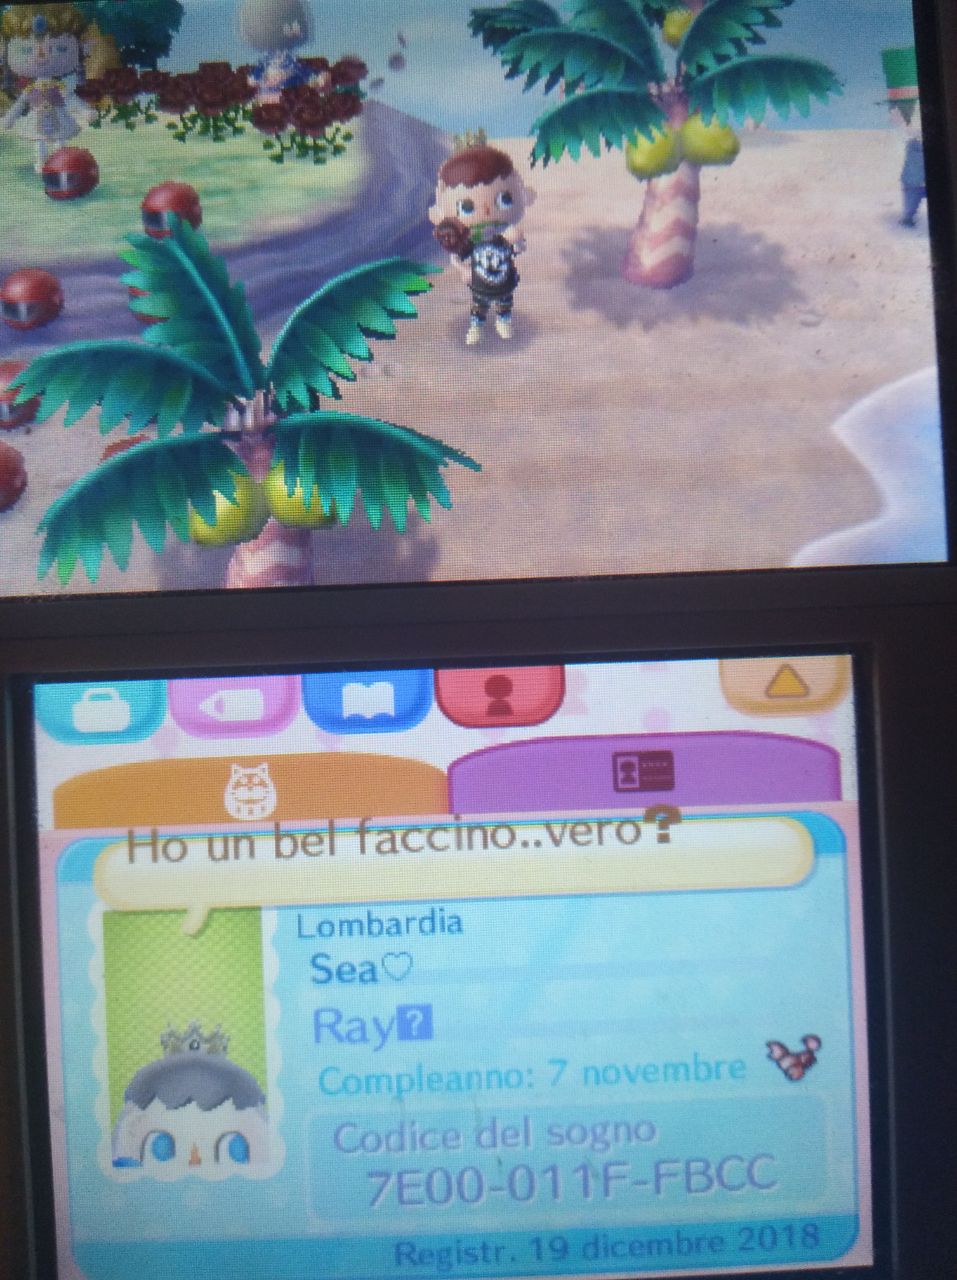 Ho un bel faccino..vero?
Lombardia
Sea♡
Ray?
Compleanno: 7 novembre
Codice del sogno
7E00-011F-FBCC
Registr. 19 dicembre 2018